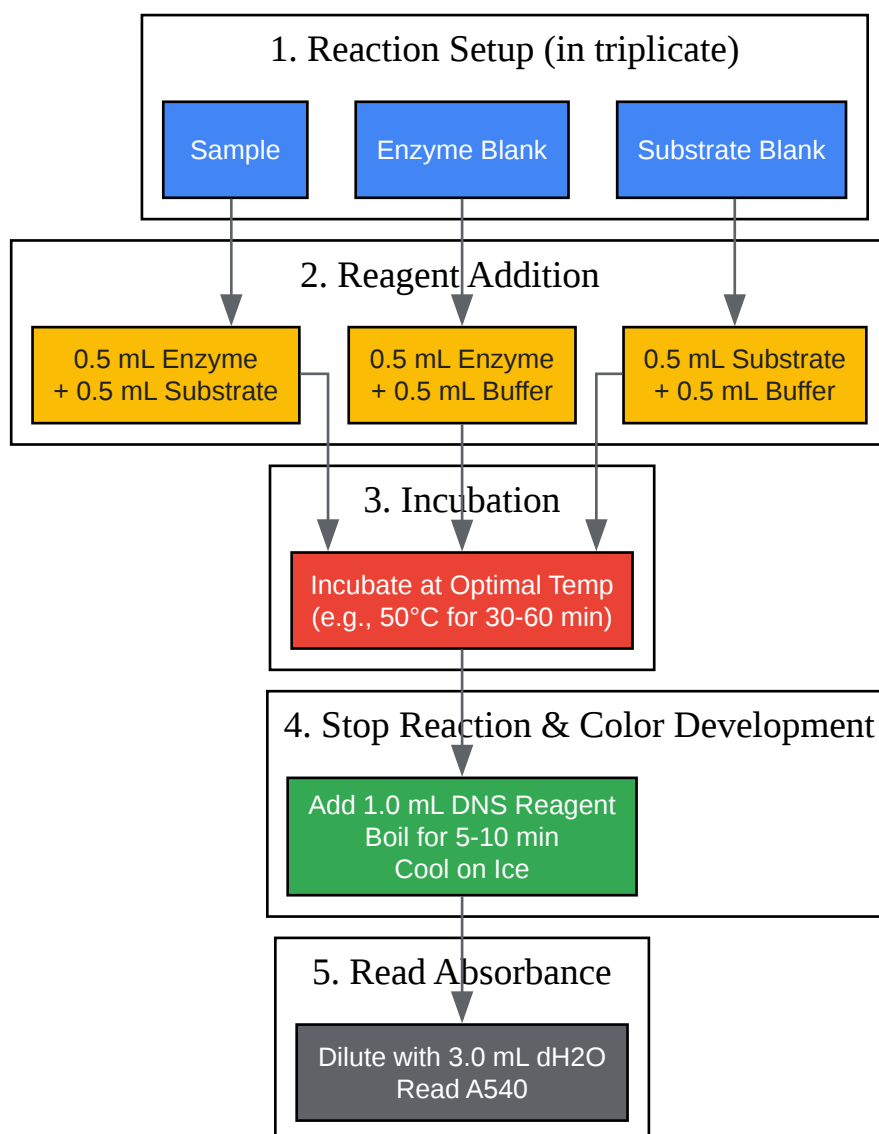 1. Reaction Setup (in triplicate)
Sample
Enzyme Blank
Substrate Blank
2. Reagent Addition
0.5 mL Enzyme
+ 0.5 mL Substrate
0.5 mL Enzyme
+ 0.5 mL Buffer
0.5 mL Substrate
+ 0.5 mL Buffer
3. Incubation
Incubate at Optimal Temp
(e.g., 50°C for 30-60 min)
4. Stop Reaction & Color Development
Add 1.0 mL DNS Reagent
Boil for 5-10 min
Cool on Ice
5. Read Absorbance
Dilute with 3.0 mL dH2O
Read A540